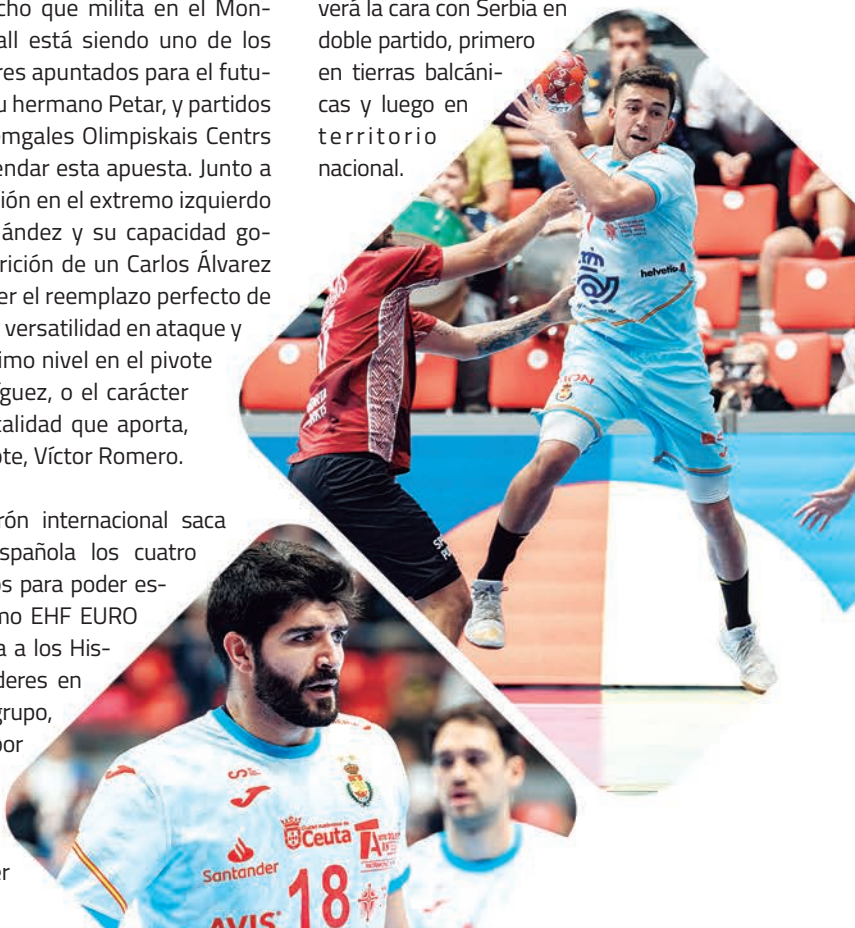 cho que milita en el Mon-
all está siendo uno de los
res apuntados para el futu-
u hermano Petar, y partidos
emgales Olimpiskais Centrs
endar esta apuesta. Junto a
ión en el extremo izquierdo
ández y su capacidad go-
rición de un Carlos Álvarez
er el reemplazo perfecto de
versatilidad en ataque y
imo nivel en el pivote
íguez, o el carácter
calidad que aporta,
ote, Víctor Romero.
rón internacional saca
española los cuatro
os para poder es-
mo EHF EURO
a a los His-
deres en
grupo,
por
er
verá la cara con Serbia en
doble partido, primero
en tierras balcáni-
cas y luego en
territorio
nacional.
helvetia
Ceuta
Santander
18
AVIS